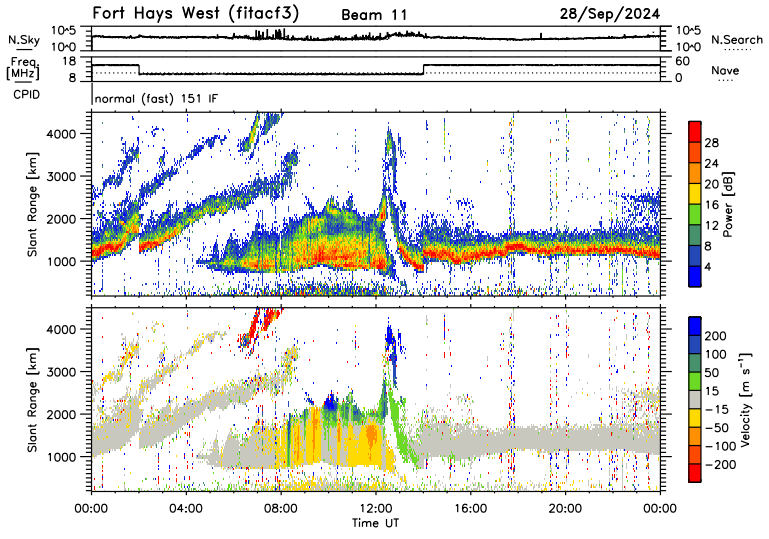 Fort Hays West (fitacf3) Beam 11 28/Sep/2024
N.Sky 10^5 10^0 10^5 10^0 N.Search
Freq. [MHz] 18 8 60 0 Nave
CPID normal (fast) 151 IF
Slant Range [km] 4000 3000 2000 1000
Power [dB] 28 24 20 16 12 8 4
Slant Range [km] 4000 3000 2000 1000
Velocity [m s⁻¹] 200 100 50 15 −15 −50 −100 −200
00:00 04:00 08:00 12:00 16:00 20:00 00:00
Time UT